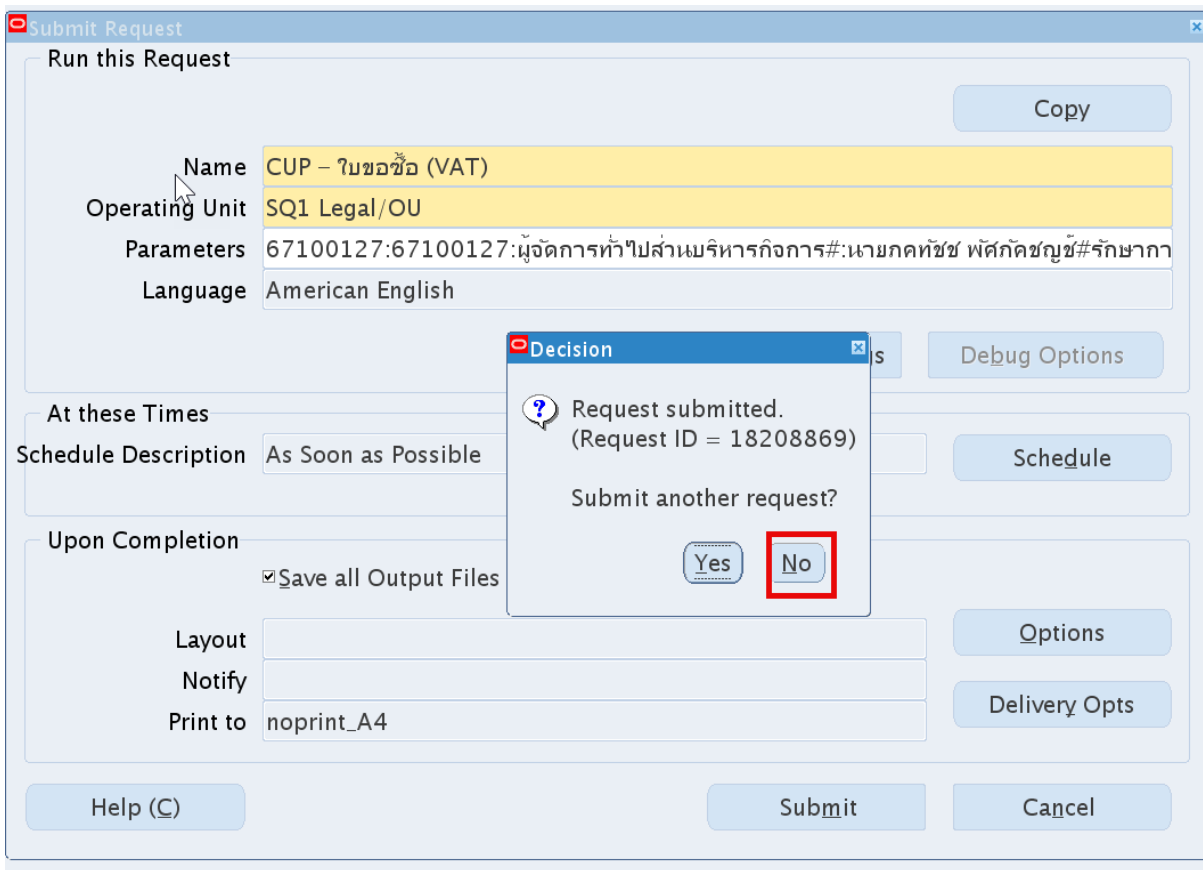 Submit Request
Run this Request
Copy
Name CUP – ใบขอซื้อ (VAT)
Operating Unit SQ1 Legal/OU
Parameters 67100127:67100127:ผู้จัดการทั่วไปส่วนบริหารกิจการ#:นายภคทัชช พัศภัคชญช์#รักษากา
Language American English
gs
Debug Options
Decision
Request submitted.
(Request ID = 18208869)
Submit another request?
Yes
No
At these Times
Schedule Description As Soon as Possible
Schedule
Upon Completion
Save all Output Files
Layout
Options
Notify
Print to noprint_A4
Delivery Opts
Help (C)
Submit
Cancel